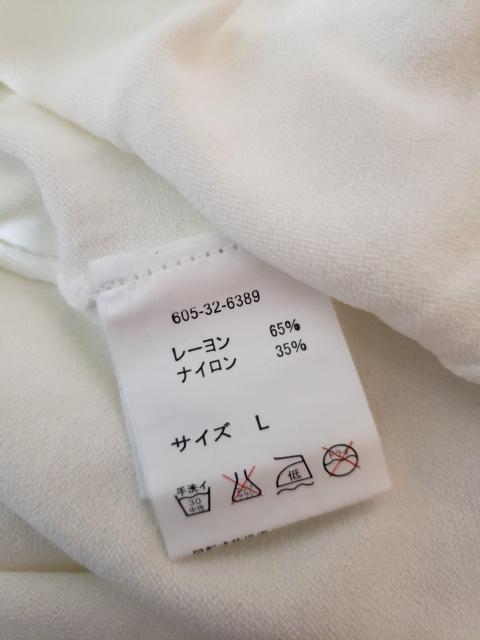 605-32-6389
レーヨン 65%
ナイロン 35%
サイズ L
手洗イ
30
中性
低